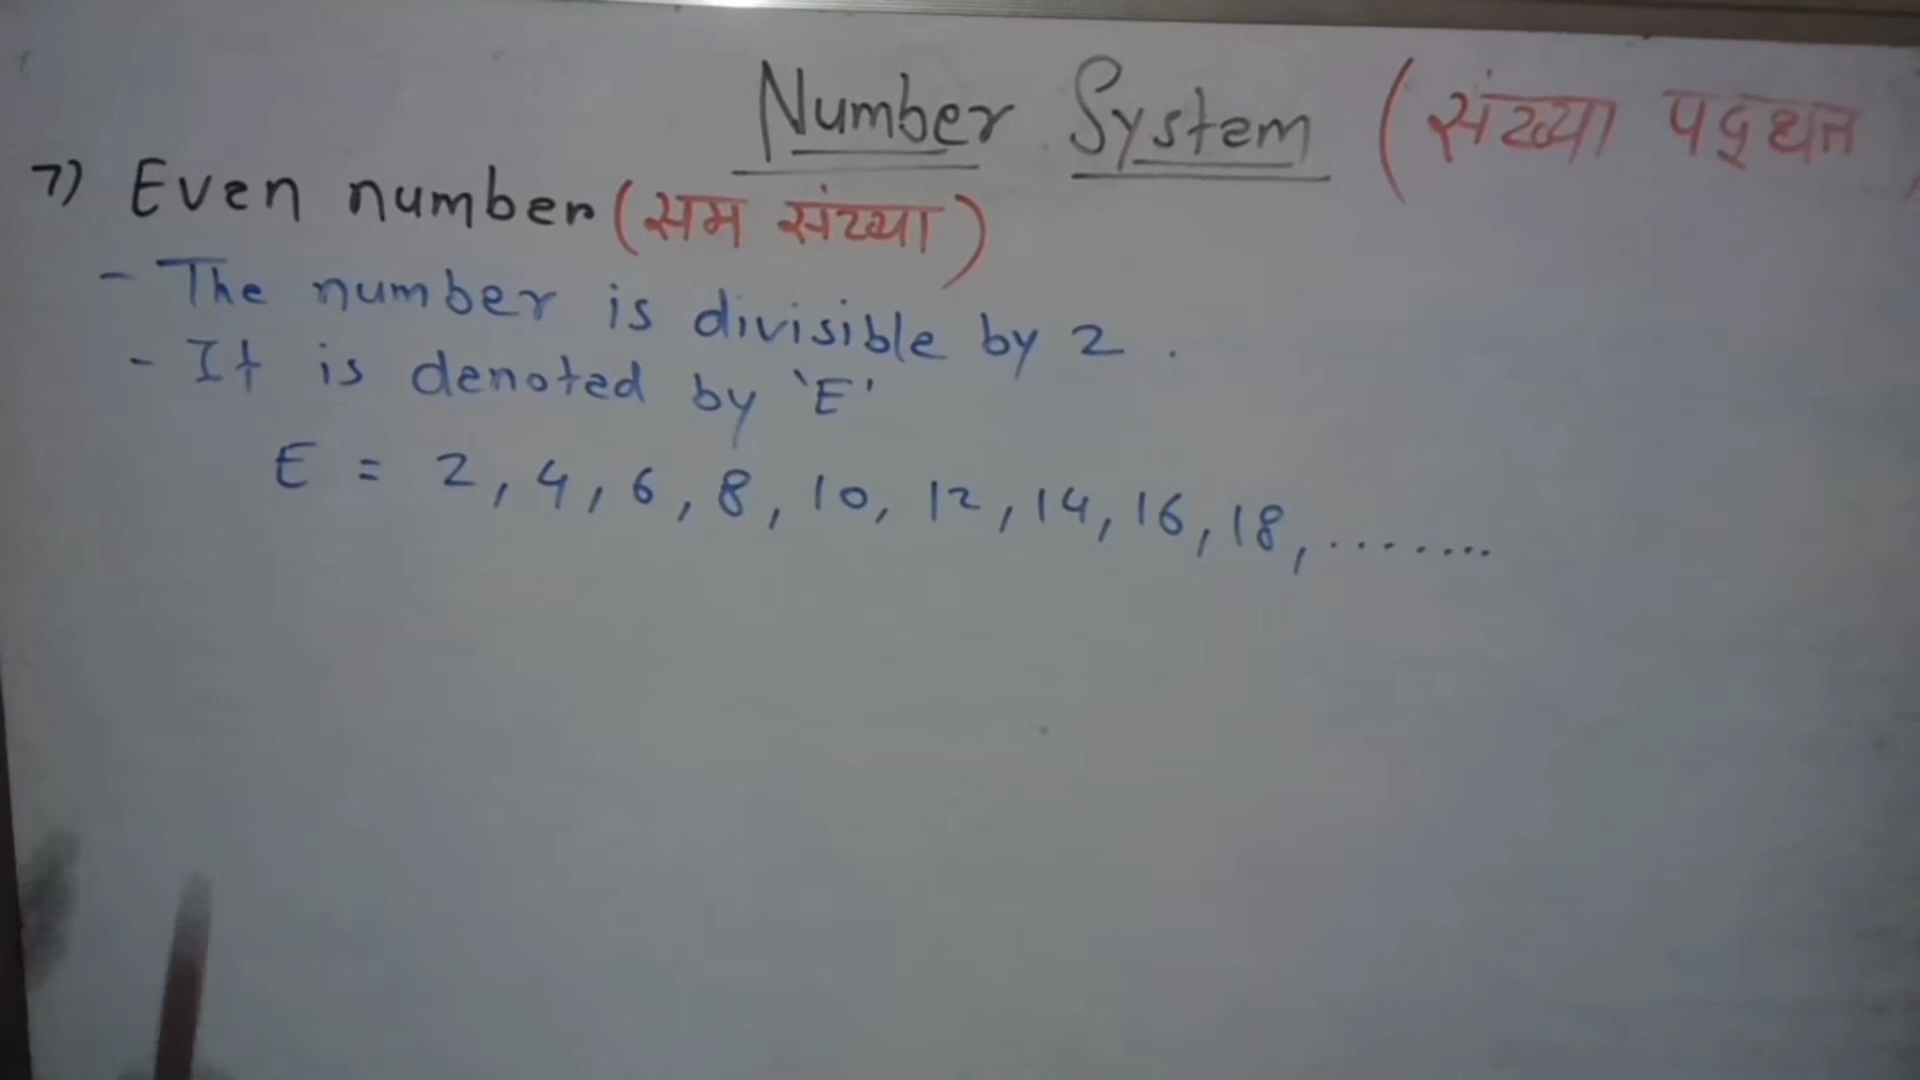 Number System (संख्या पद्धत)
7) Even number (सम संख्या)
- The number is divisible by 2.
- It is denoted by 'E'
E = 2, 4, 6, 8, 10, 12, 14, 16, 18, ........